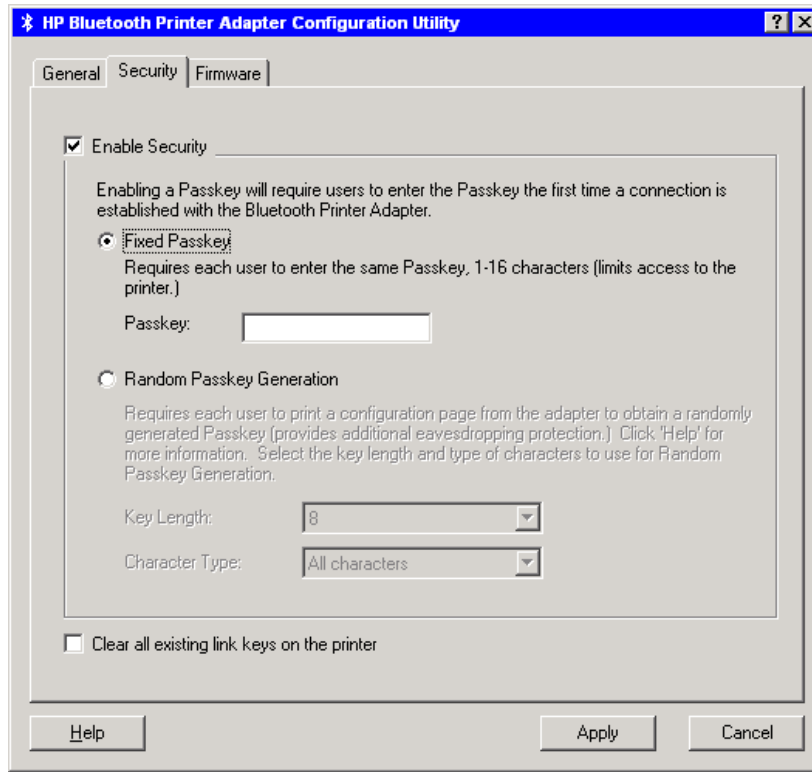 HP Bluetooth Printer Adapter Configuration Utility
General Security Firmware
Enable Security
Enabling a Passkey will require users to enter the Passkey the first time a connection is
established with the Bluetooth Printer Adapter.
Fixed Passkey
Requires each user to enter the same Passkey, 1-16 characters (limits access to the
printer.)
Passkey:
Random Passkey Generation
Requires each user to print a configuration page from the adapter to obtain a randomly
generated Passkey (provides additional eavesdropping protection.) Click 'Help' for
more information. Select the key length and type of characters to use for Random
Passkey Generation.
Key Length: 8
Character Type: All characters
Clear all existing link keys on the printer
Help Apply Cancel